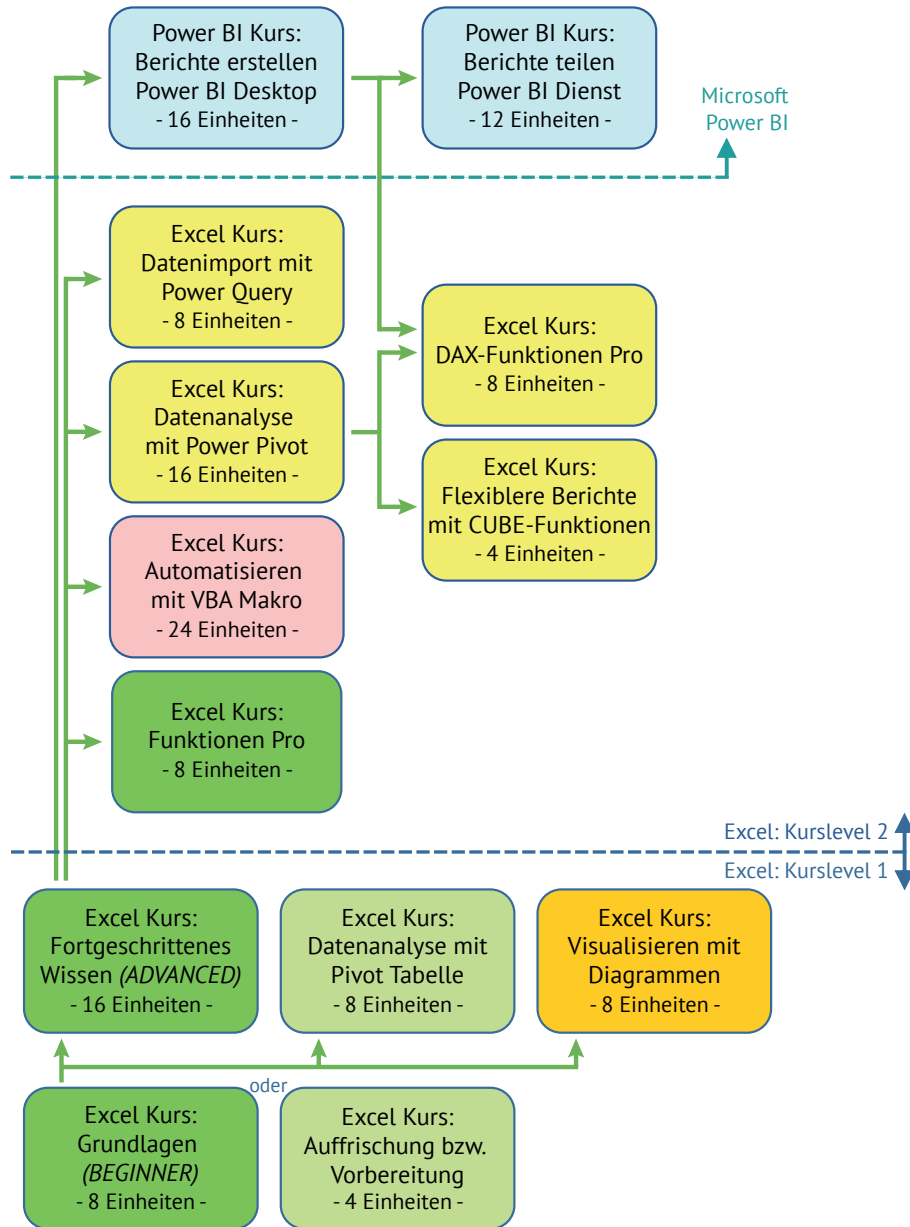 Power BI Kurs:
Berichte erstellen
Power BI Desktop
- 16 Einheiten -
Power BI Kurs:
Berichte teilen
Power BI Dienst
- 12 Einheiten -
Microsoft
Power BI
Excel Kurs:
Datenimport mit
Power Query
- 8 Einheiten -
Excel Kurs:
DAX-Funktionen Pro
- 8 Einheiten -
Excel Kurs:
Datenanalyse
mit Power Pivot
- 16 Einheiten -
Excel Kurs:
Flexiblere Berichte
mit CUBE-Funktionen
- 4 Einheiten -
Excel Kurs:
Automatisieren
mit VBA Makro
- 24 Einheiten -
Excel Kurs:
Funktionen Pro
- 8 Einheiten -
Excel: Kurslevel 2
Excel: Kurslevel 1
Excel Kurs:
Fortgeschrittenes
Wissen (ADVANCED)
- 16 Einheiten -
Excel Kurs:
Datenanalyse mit
Pivot Tabelle
- 8 Einheiten -
Excel Kurs:
Visualisieren mit
Diagrammen
- 8 Einheiten -
oder
Excel Kurs:
Grundlagen
(BEGINNER)
- 8 Einheiten -
Excel Kurs:
Auffrischung bzw.
Vorbereitung
- 4 Einheiten -